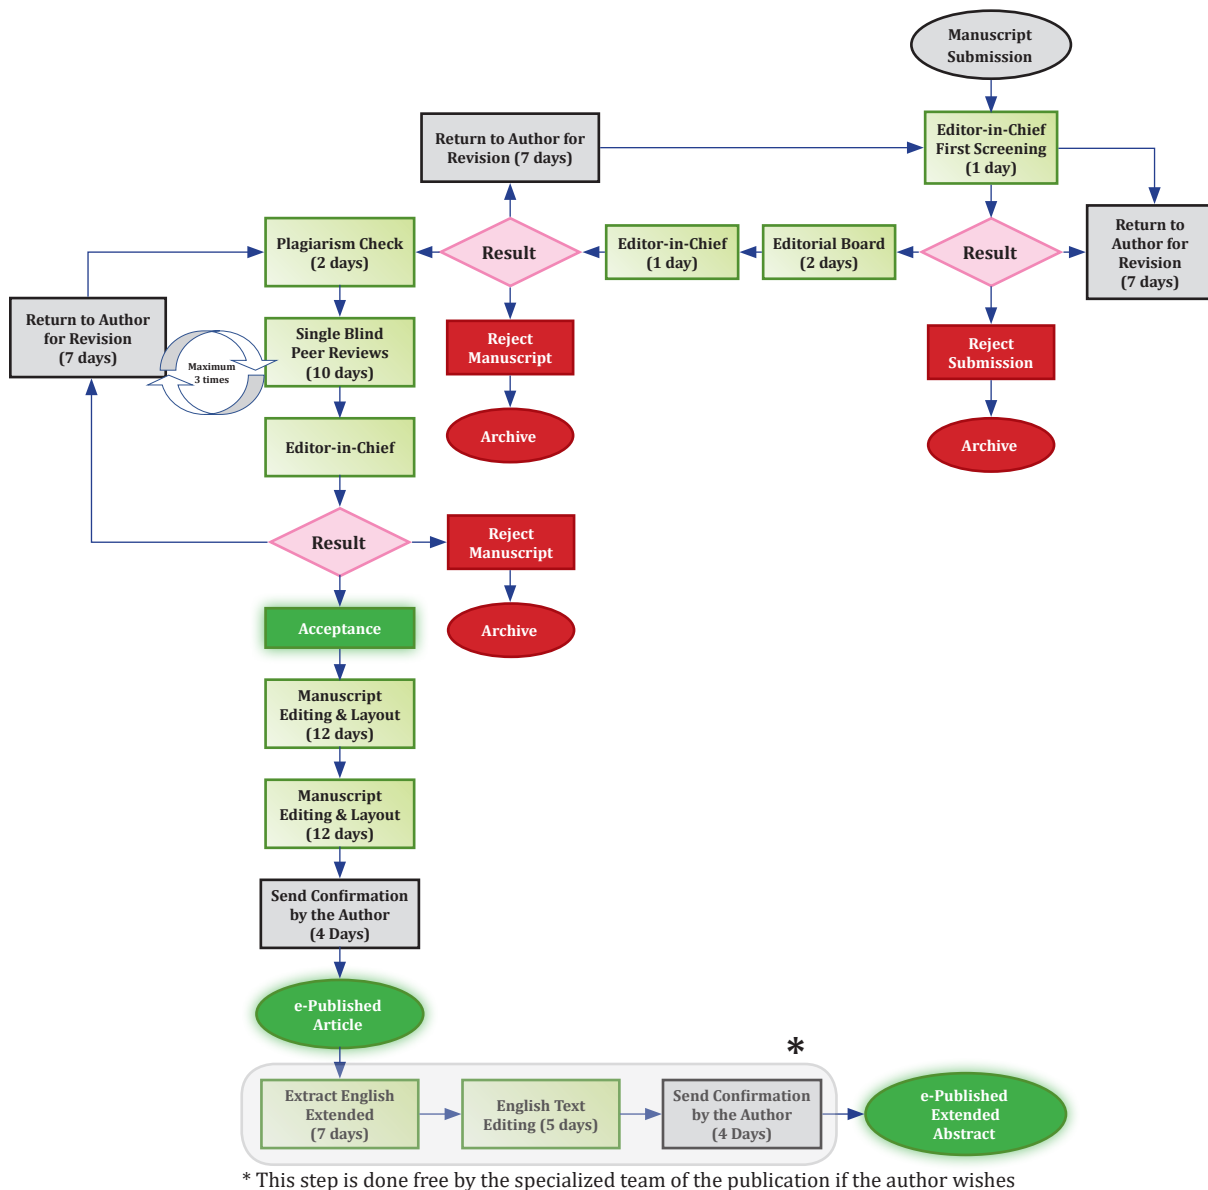 Manuscript
Submission
Editor-in-Chief
First Screening
(1 day)
Return to Author for
Revision (7 days)
Return to
Author for
Revision
(7 days)
Result
Editorial Board
(2 days)
Editor-in-Chief
(1 day)
Result
Plagiarism Check
(2 days)
Reject
Submission
Archive
Reject
Manuscript
Archive
Return to Author
for Revision
(7 days)
Maximum
3 times
Single Blind
Peer Reviews
(10 days)
Editor-in-Chief
Result
Reject
Manuscript
Archive
Acceptance
Manuscript
Editing & Layout
(12 days)
Manuscript
Editing & Layout
(12 days)
Send Confirmation
by the Author
(4 Days)
e-Published
Article
*
Extract English
Extended
(7 days)
English Text
Editing (5 days)
Send Confirmation
by the Author
(4 Days)
e-Published
Extended
Abstract
* This step is done free by the specialized team of the publication if the author wishes